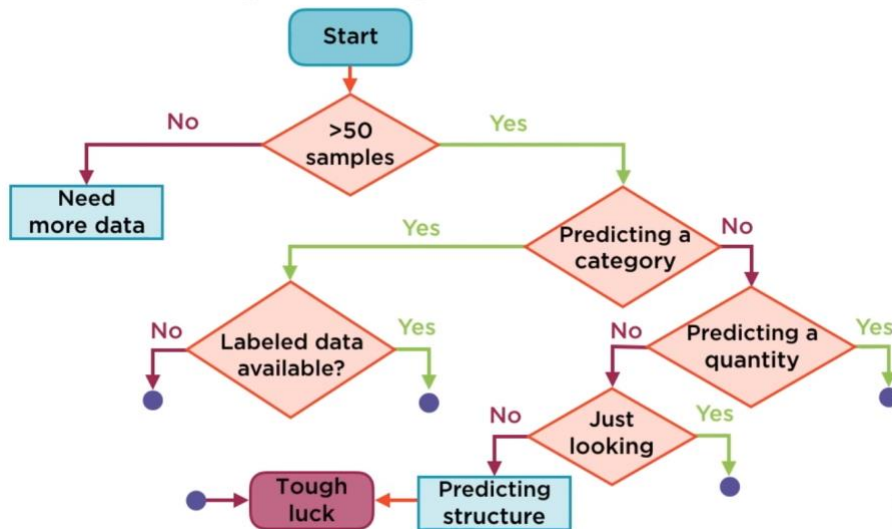 Start
>50
samples
No
Yes
Need
more data
Predicting a
category
Yes
No
Labeled data
available?
No
Yes
Predicting a
quantity
No
Yes
Just
looking
No
Yes
Predicting
structure
Tough
luck